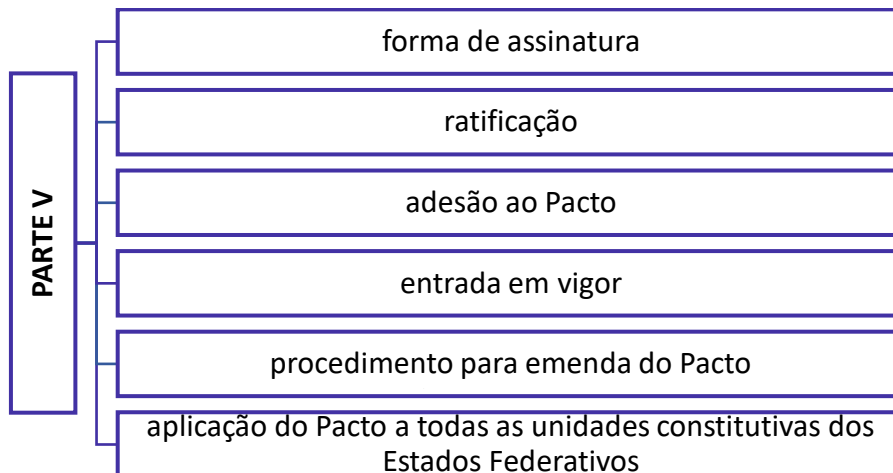 PARTE V
forma de assinatura
ratificação
adesão ao Pacto
entrada em vigor
procedimento para emenda do Pacto
aplicação do Pacto a todas as unidades constitutivas dos
Estados Federativos